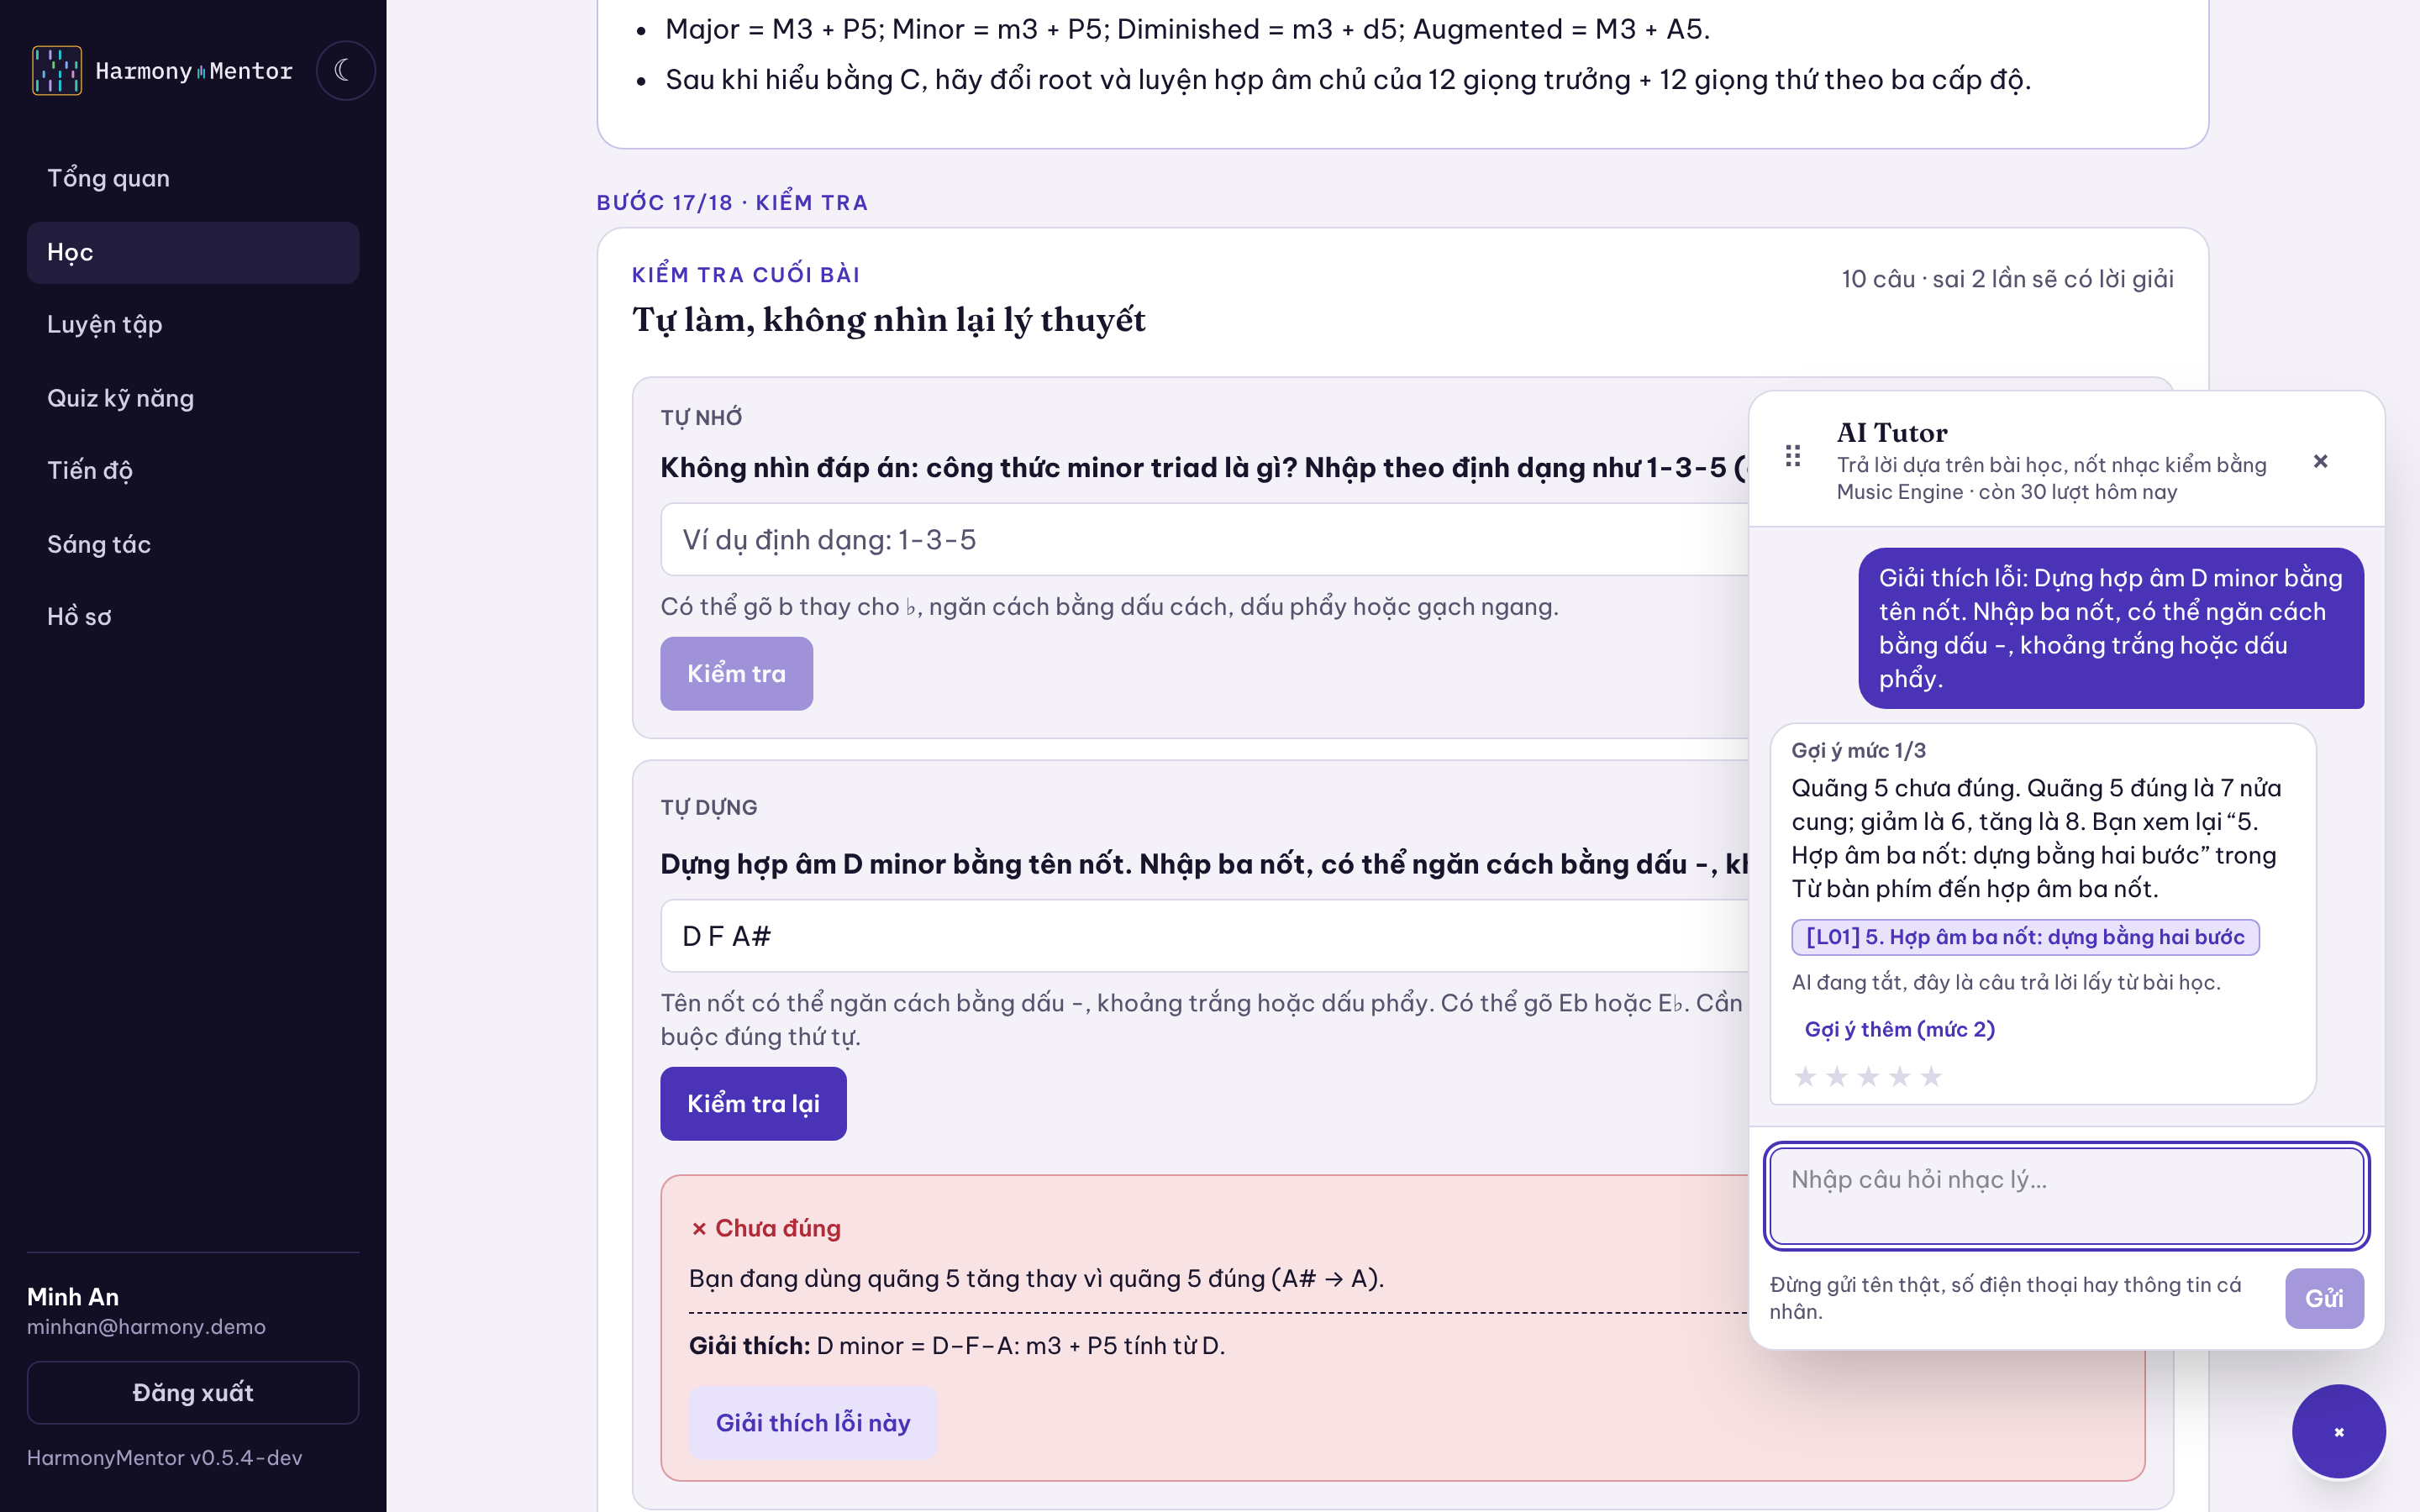 Harmony Mentor
Tổng quan
Học
Luyện tập
Quiz kỹ năng
Tiến độ
Sáng tác
Hồ sơ
Minh An
minhan@harmony.demo
Đăng xuất
HarmonyMentor v0.5.4-dev
• Major = M3 + P5; Minor = m3 + P5; Diminished = m3 + d5; Augmented = M3 + A5.
• Sau khi hiểu bằng C, hãy đổi root và luyện hợp âm chủ của 12 giọng trưởng + 12 giọng thứ theo ba cấp độ.
BƯỚC 17/18 · KIỂM TRA
KIỂM TRA CUỐI BÀI
10 câu · sai 2 lần sẽ có lời giải
Tự làm, không nhìn lại lý thuyết
TỰ NHỚ
Không nhìn đáp án: công thức minor triad là gì? Nhập theo định dạng như 1-3-5 (
Ví dụ định dạng: 1-3-5
Có thể gõ b thay cho ♭, ngăn cách bằng dấu cách, dấu phẩy hoặc gạch ngang.
Kiểm tra
TỰ DỰNG
Dựng hợp âm D minor bằng tên nốt. Nhập ba nốt, có thể ngăn cách bằng dấu -,
D F A#
Tên nốt có thể ngăn cách bằng dấu -, khoảng trắng hoặc dấu phẩy. Có thể gõ Eb hoặc E♭. Cần
buộc đúng thứ tự.
Kiểm tra lại
× Chưa đúng
Bạn đang dùng quãng 5 tăng thay vì quãng 5 đúng (A# → A).
Giải thích: D minor = D–F–A: m3 + P5 tính từ D.
Giải thích lỗi này
AI Tutor
Trả lời dựa trên bài học, nốt nhạc kiểm bằng
Music Engine · còn 30 lượt hôm nay
×
Giải thích lỗi: Dựng hợp âm D minor bằng
tên nốt. Nhập ba nốt, có thể ngăn cách
bằng dấu -, khoảng trắng hoặc dấu
phẩy.
Gợi ý mức 1/3
Quãng 5 chưa đúng. Quãng 5 đúng là 7 nửa
cung; giảm là 6, tăng là 8. Bạn xem lại “5.
Hợp âm ba nốt: dựng bằng hai bước” trong
Từ bàn phím đến hợp âm ba nốt.
[L01] 5. Hợp âm ba nốt: dựng bằng hai bước
AI đang tắt, đây là câu trả lời lấy từ bài học.
Gợi ý thêm (mức 2)
★★★★★
Nhập câu hỏi nhạc lý...
Đừng gửi tên thật, số điện thoại hay thông tin cá
nhân.
Gửi
×